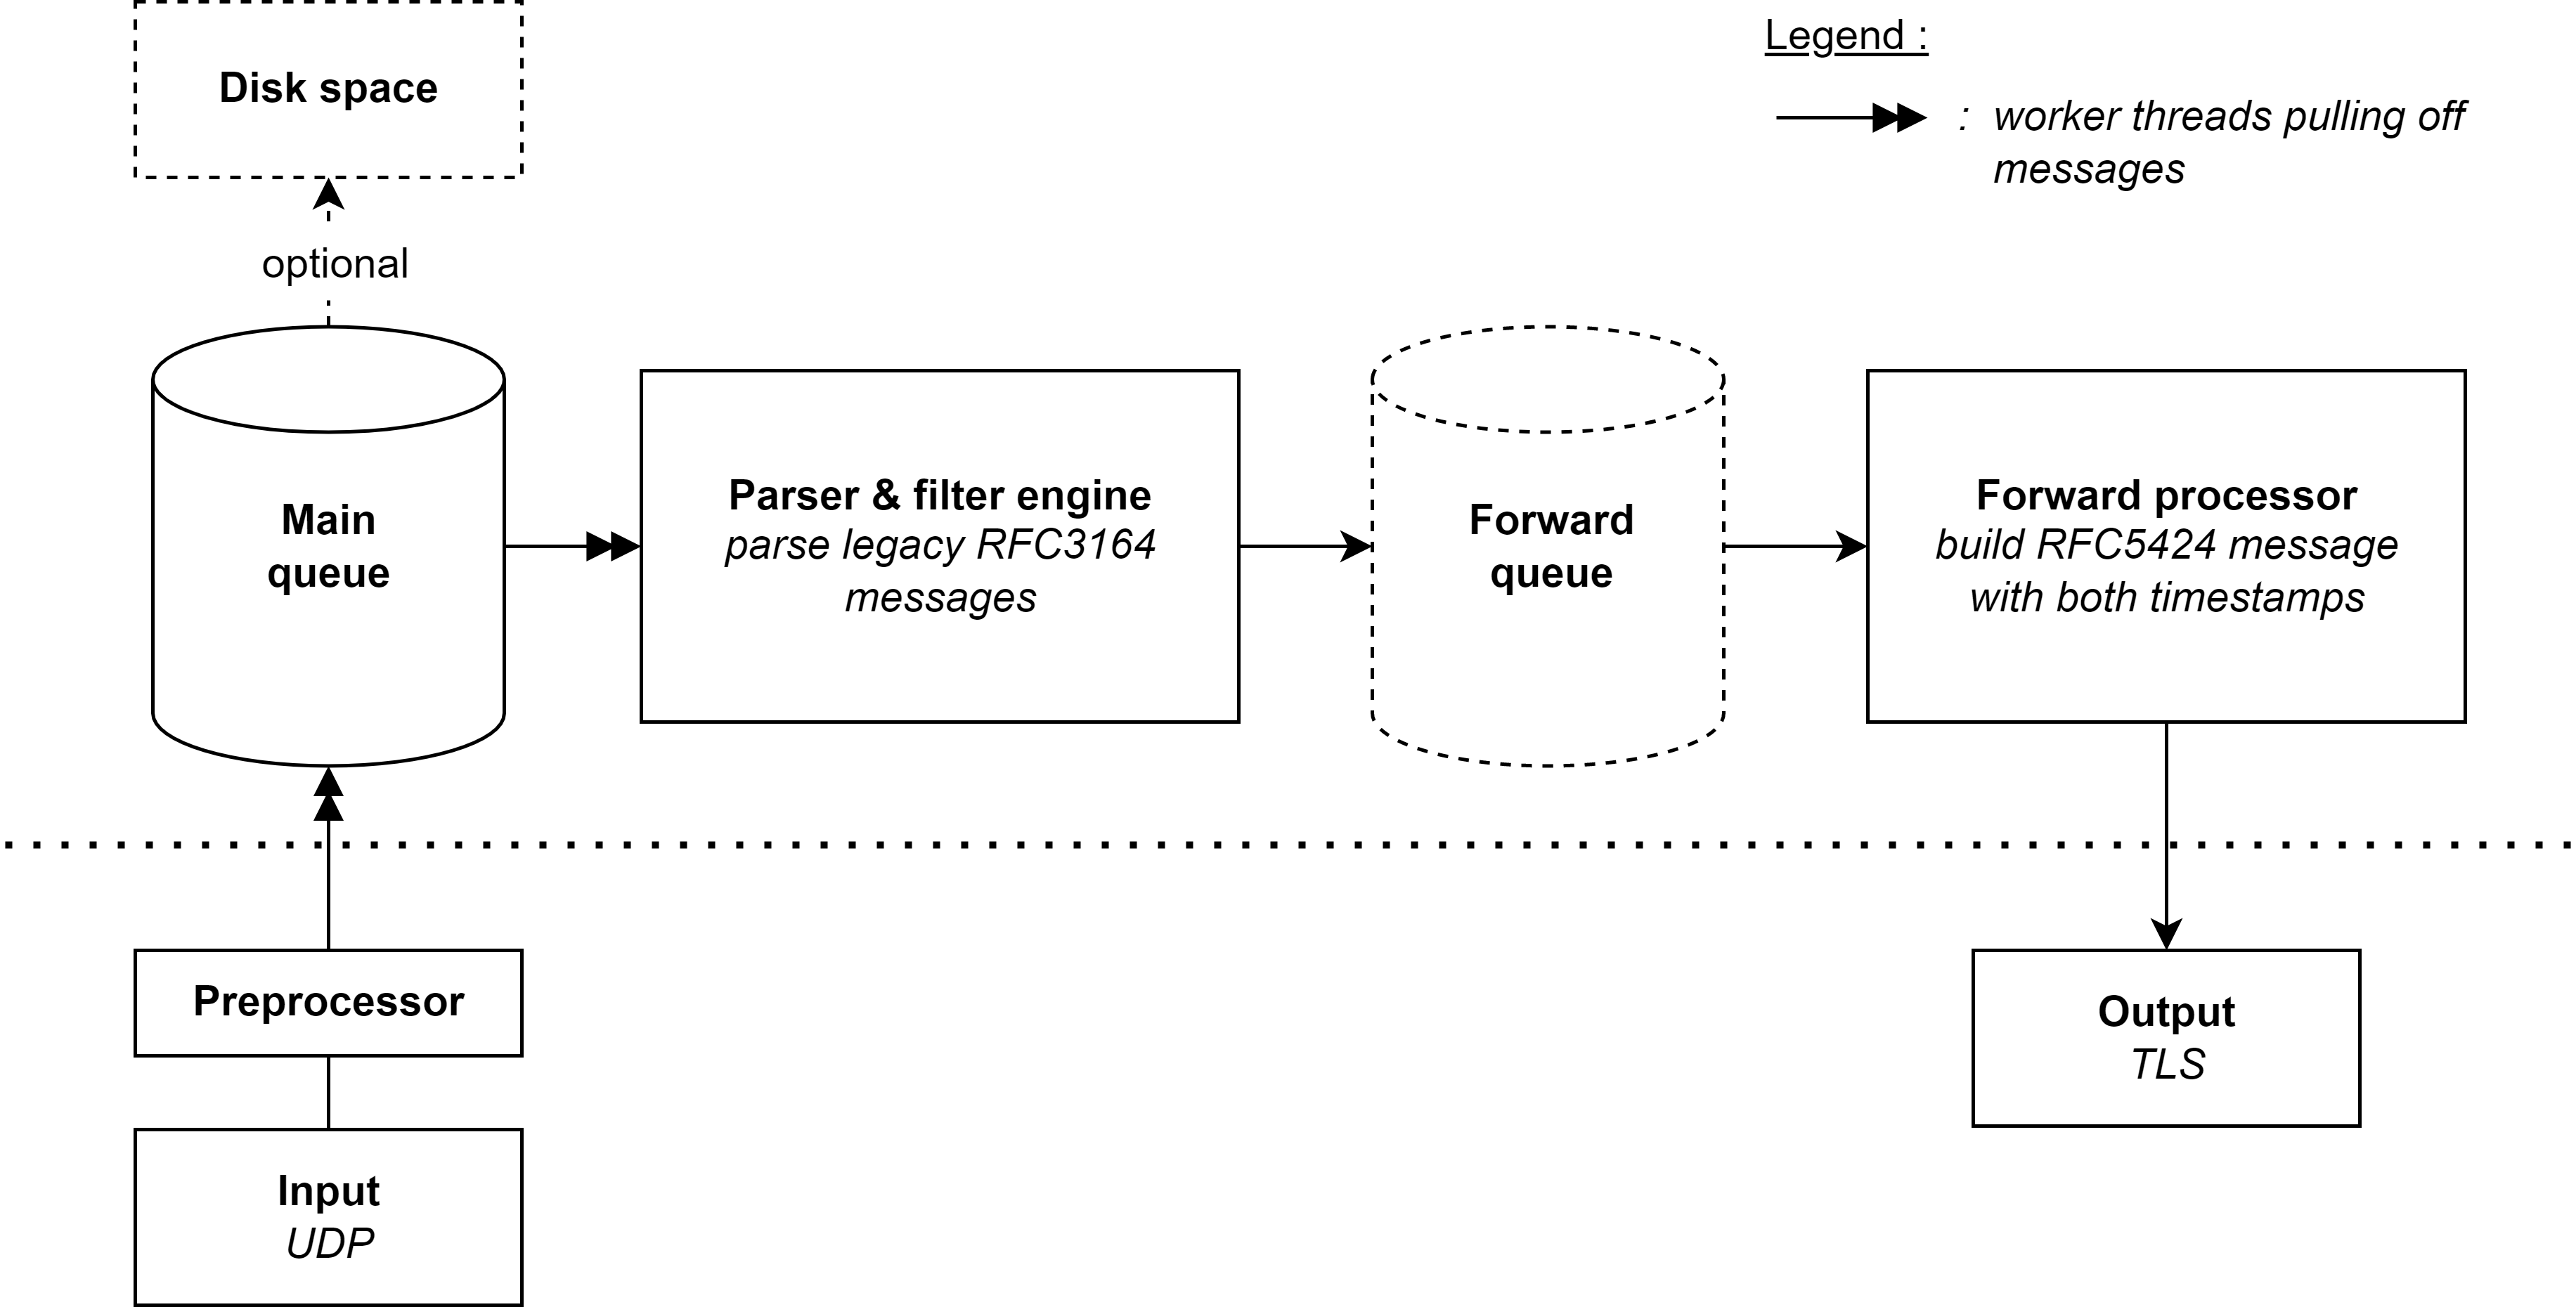 Disk space
Legend :
: worker threads pulling off
messages
optional
Main
queue
Parser & filter engine
parse legacy RFC3164
messages
Forward
queue
Forward processor
build RFC5424 message
with both timestamps
Preprocessor
Output
TLS
Input
UDP